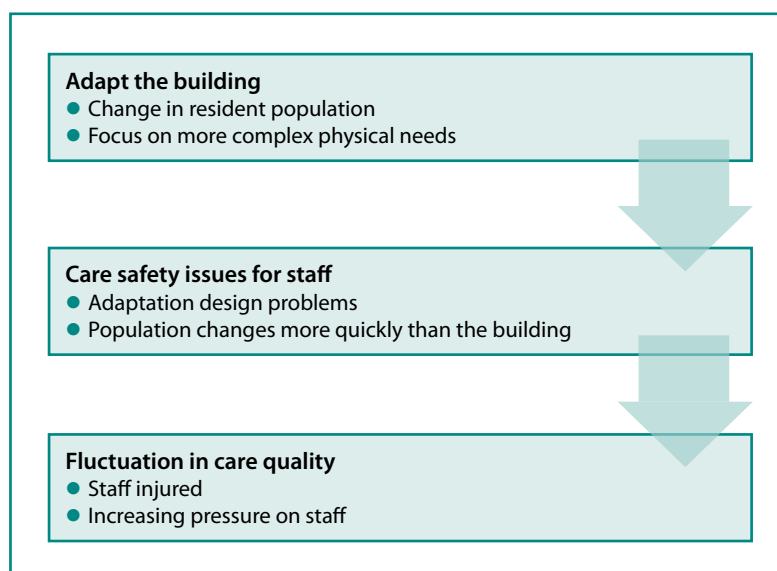 Adapt the building
● Change in resident population
● Focus on more complex physical needs
Care safety issues for staff
● Adaptation design problems
● Population changes more quickly than the building
Fluctuation in care quality
● Staff injured
● Increasing pressure on staff